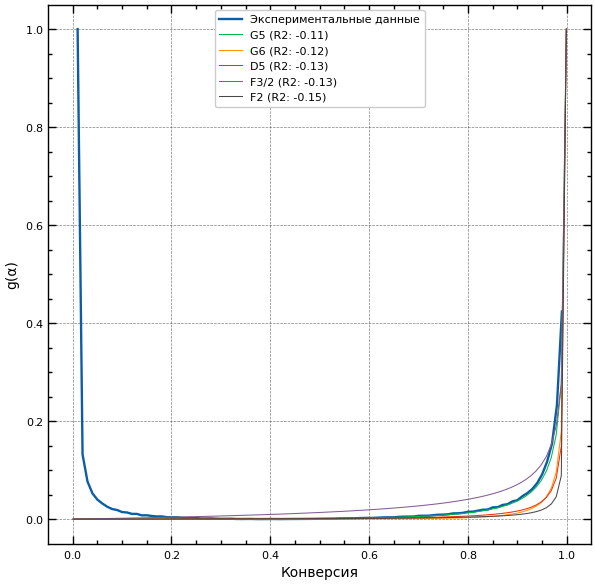 Экспериментальные данные
G5 (R2: -0.11)
G6 (R2: -0.12)
D5 (R2: -0.13)
F3/2 (R2: -0.13)
F2 (R2: -0.15)
1.0
0.8
0.6
0.4
0.2
0.0
g(α)
0.0 0.2 0.4 0.6 0.8 1.0
Конверсия